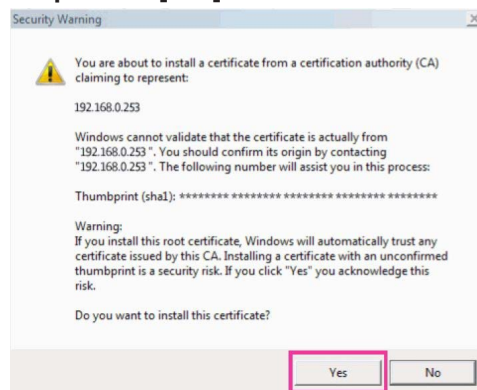 Security Warning
You are about to install a certificate from a certification authority (CA)
claiming to represent:
192.168.0.253
Windows cannot validate that the certificate is actually from
"192.168.0.253 ". You should confirm its origin by contacting
"192.168.0.253 ". The following number will assist you in this process:
Thumbprint (sha1): ******** ******** ******** ******** ********
Warning:
If you install this root certificate, Windows will automatically trust any
certificate issued by this CA. Installing a certificate with an unconfirmed
thumbprint is a security risk. If you click "Yes" you acknowledge this
risk.
Do you want to install this certificate?
Yes No